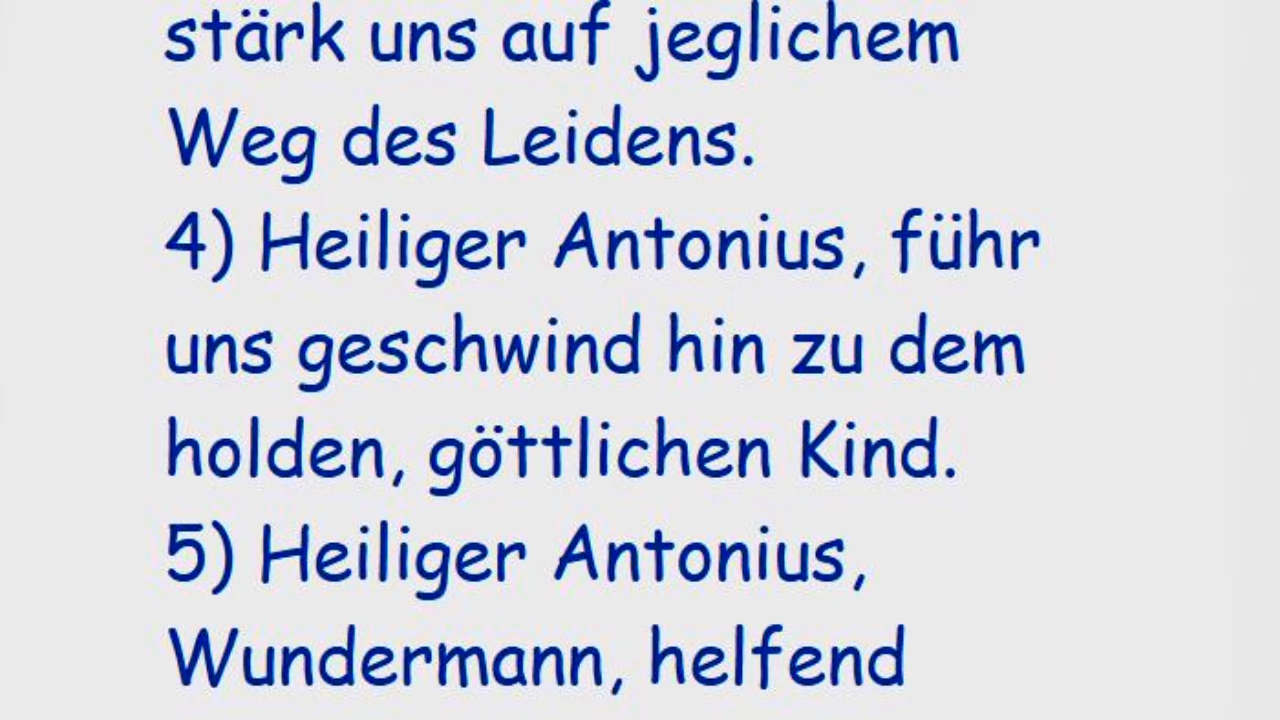 stärk uns auf jeglichem
Weg des Leidens.
4) Heiliger Antonius, führ
uns geschwind hin zu dem
holden, göttlichen Kind.
5) Heiliger Antonius,
Wundermann, helfend